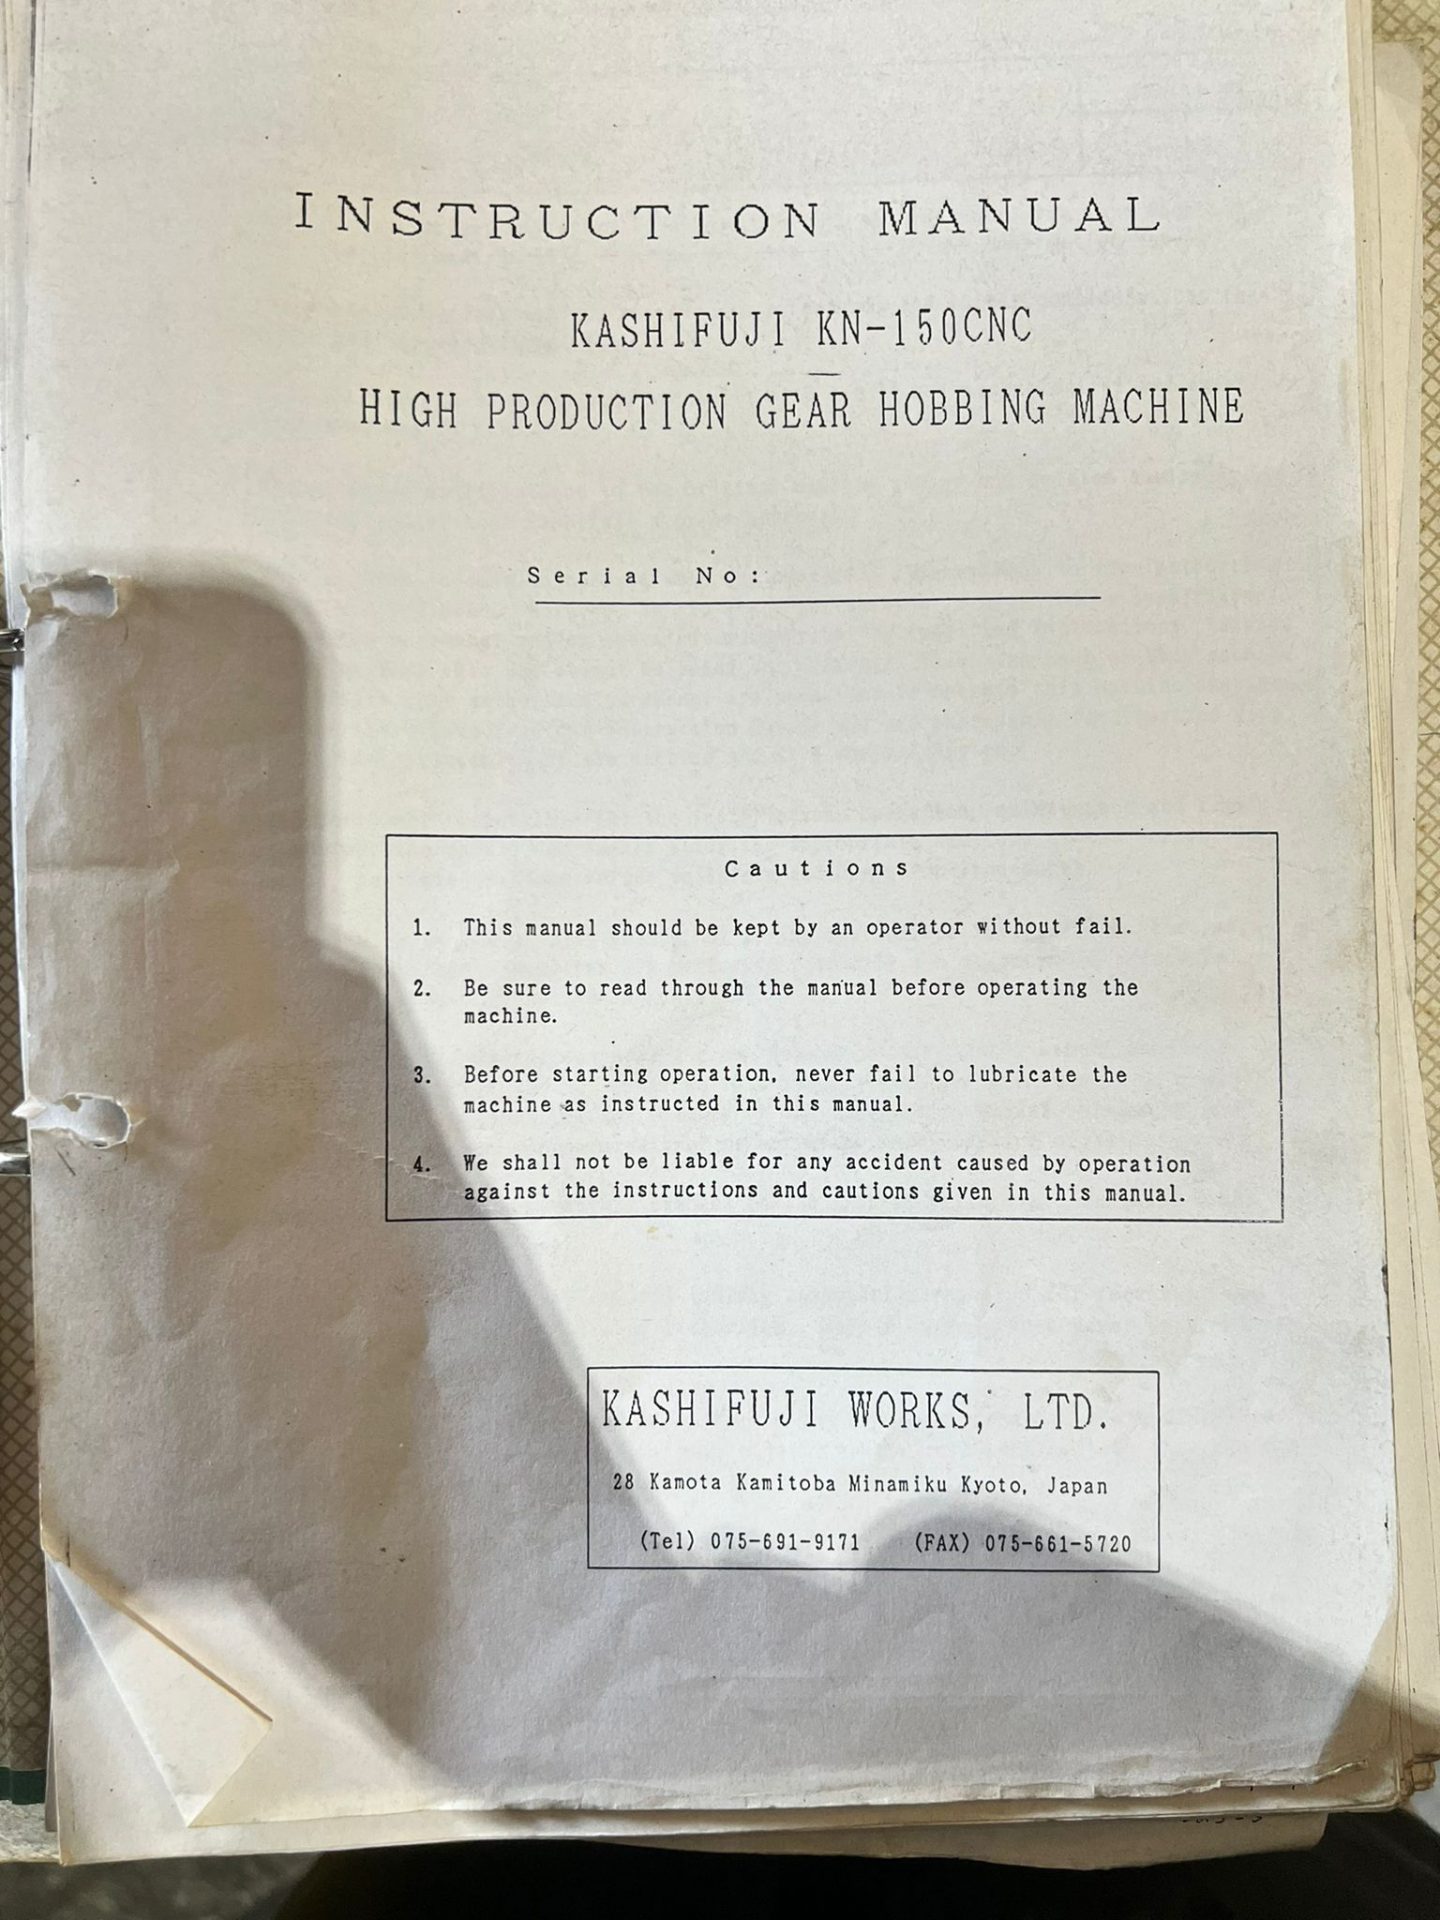 INSTRUCTION MANUAL
KASHIFUJI KN-150CNC
HIGH PRODUCTION GEAR HOBBING MACHINE
Serial No:
Cautions
1. This manual should be kept by an operator without fail.
2. Be sure to read through the manual before operating the
machine.
3. Before starting operation, never fail to lubricate the
machine as instructed in this manual.
4. We shall not be liable for any accident caused by operation
against the instructions and cautions given in this manual.
KASHIFUJI WORKS, LTD.
28 Kamota Kamitoba Minamiku Kyoto, Japan
(Tel) 075-691-9171 (FAX) 075-661-5720